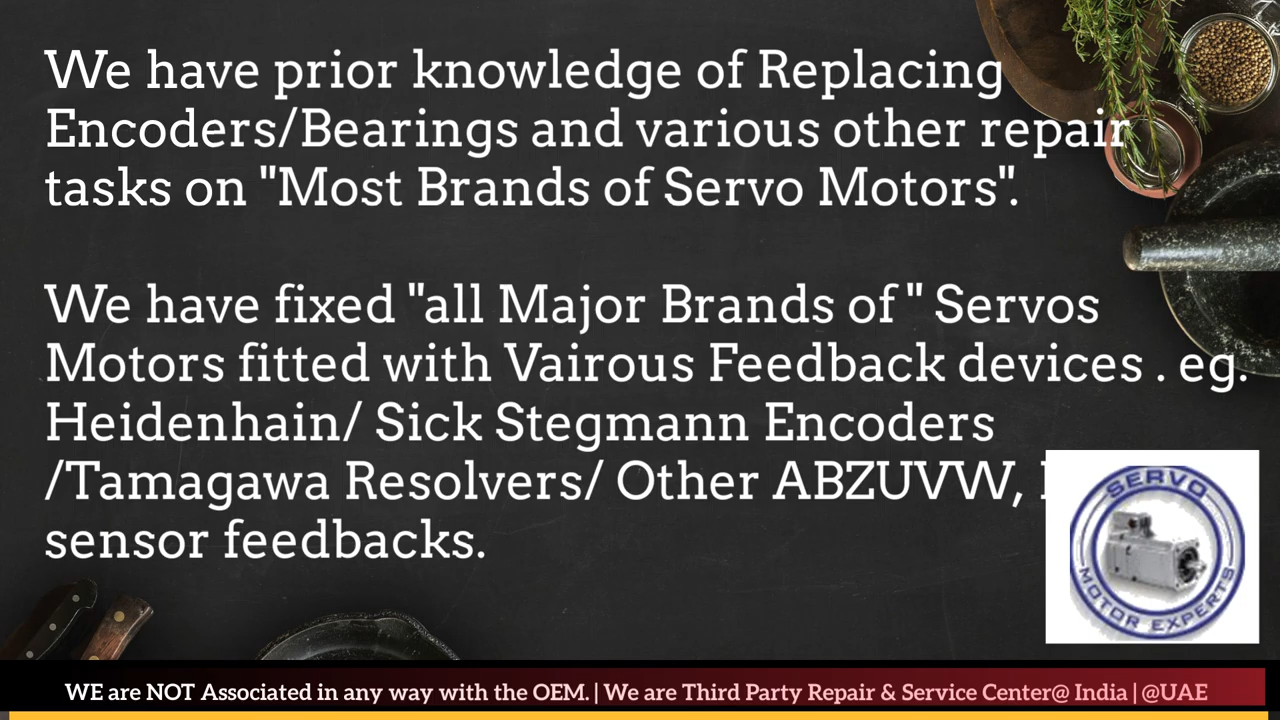 We have prior knowledge of Replacing
Encoders/Bearings and various other repair
tasks on "Most Brands of Servo Motors".
We have fixed "all Major Brands of " Servos
Motors fitted with Vairous Feedback devices . eg.
Heidenhain/ Sick Stegmann Encoders
/Tamagawa Resolvers/ Other ABZUVW,
sensor feedbacks.
SERVO
MOTOR EXPERTS
WE are NOT Associated in any way with the OEM. | We are Third Party Repair & Service Center@ India | @UAE